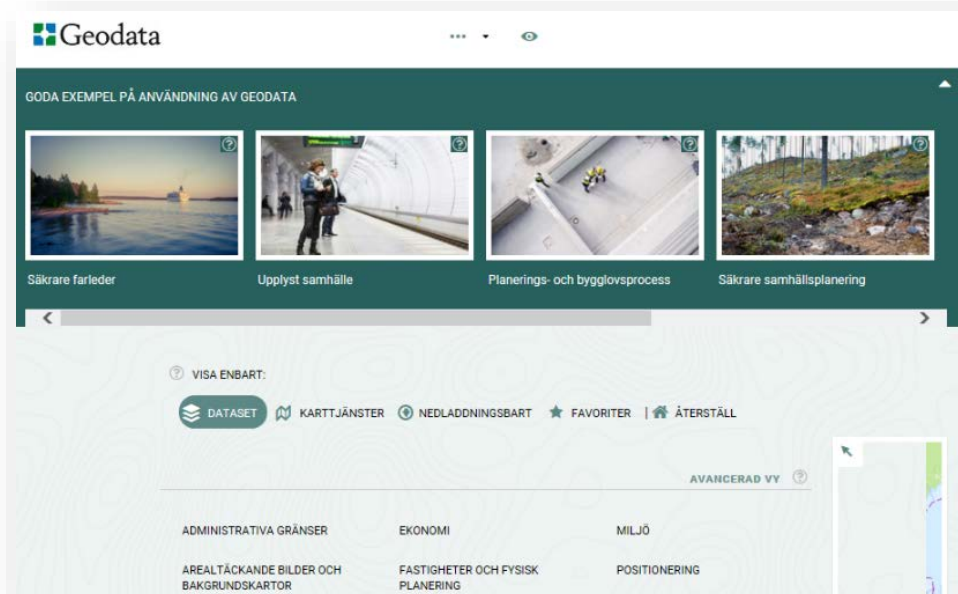 Geodata
GODA EXEMPEL PÅ ANVÄNDNING AV GEODATA
Säkrare farleder
Upplyst samhälle
Planerings- och bygglovsprocess
Säkrare samhällsplanering
VISA ENBART:
DATASET KARTTJÄNSTER NEDLADDNINGSBART FAVORITER | ÅTERSTÄLL
AVANCERAD VY
ADMINISTRATIVA GRÄNSER
EKONOMI
MILJÖ
AREALTÄCKANDE BILDER OCH
BAKGRUNDSKARTOR
FASTIGHETER OCH FYSISK
PLANERING
POSITIONERING